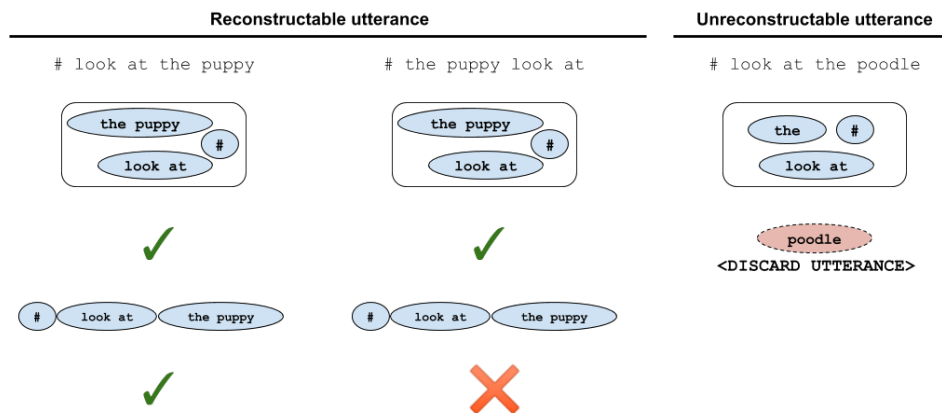 Reconstructable utterance
Unreconstructable utterance
# look at the puppy
# the puppy look at
# look at the poodle
the puppy
#
look at
the puppy
#
look at
the
#
look at
poodle
<DISCARD UTTERANCE>
#
look at
the puppy
#
look at
the puppy